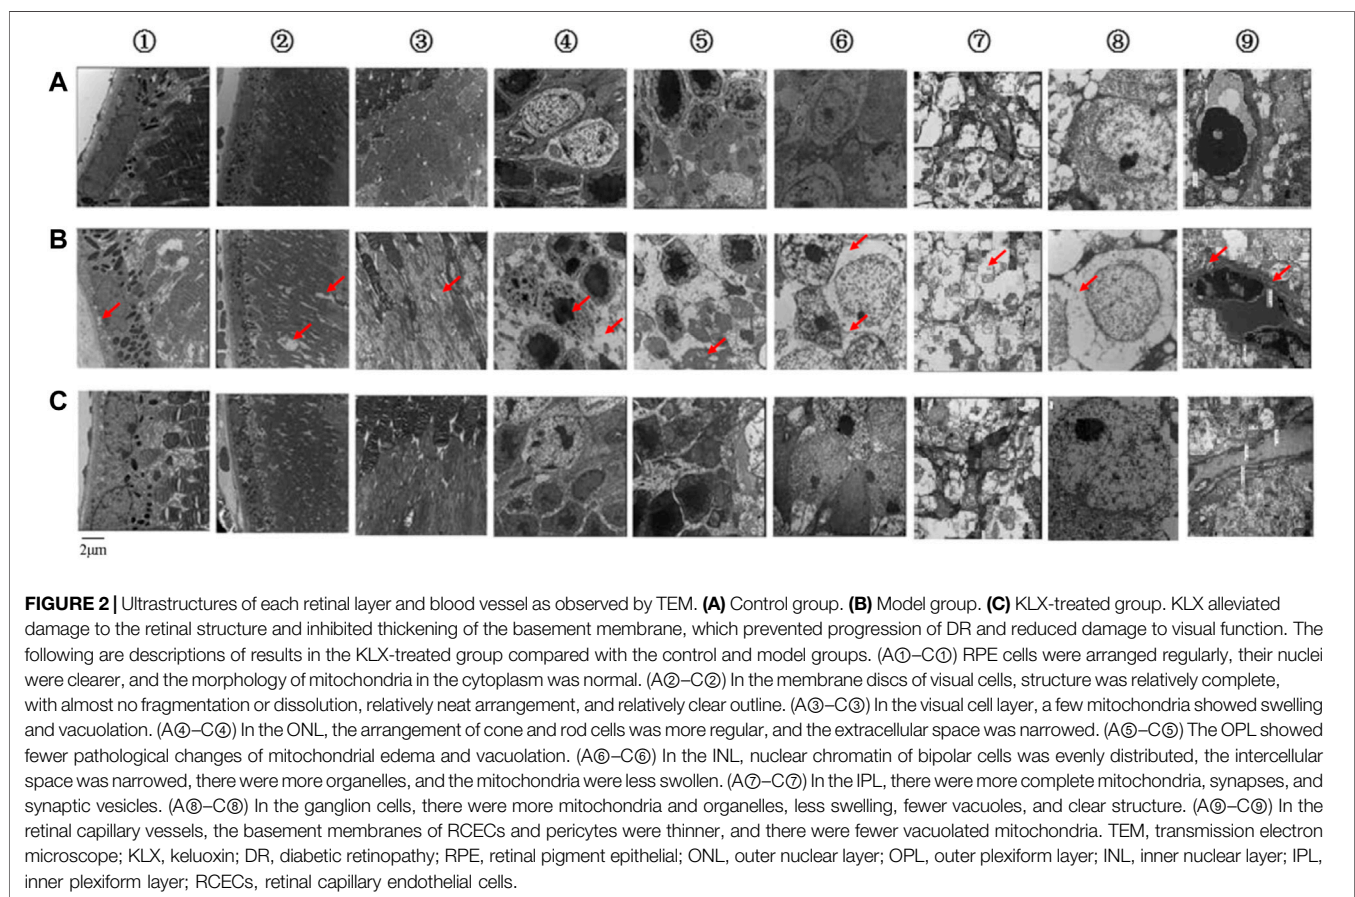 ① ② ③ ④ ⑤ ⑥ ⑦ ⑧ ⑨
A
B
C
2μm
FIGURE 2 | Ultrastructures of each retinal layer and blood vessel as observed by TEM. (A) Control group. (B) Model group. (C) KLX-treated group. KLX alleviated
damage to the retinal structure and inhibited thickening of the basement membrane, which prevented progression of DR and reduced damage to visual function. The
following are descriptions of results in the KLX-treated group compared with the control and model groups. (A①–C①) RPE cells were arranged regularly, their nuclei
were clearer, and the morphology of mitochondria in the cytoplasm was normal. (A②–C②) In the membrane discs of visual cells, structure was relatively complete,
with almost no fragmentation or dissolution, relatively neat arrangement, and relatively clear outline. (A③–C③) In the visual cell layer, a few mitochondria showed swelling
and vacuolation. (A④–C④) In the ONL, the arrangement of cone and rod cells was more regular, and the extracellular space was narrowed. (A⑤–C⑤) The OPL showed
fewer pathological changes of mitochondrial edema and vacuolation. (A⑥–C⑥) In the INL, nuclear chromatin of bipolar cells was evenly distributed, the intercellular
space was narrowed, there were more organelles, and the mitochondria were less swollen. (A⑦–C⑦) In the IPL, there were more complete mitochondria, synapses, and
synaptic vesicles. (A⑧–C⑧) In the ganglion cells, there were more mitochondria and organelles, less swelling, fewer vacuoles, and clear structure. (A⑨–C⑨) In the
retinal capillary vessels, the basement membranes of RCECs and pericytes were thinner, and there were fewer vacuolated mitochondria. TEM, transmission electron
microscope; KLX, keluoxin; DR, diabetic retinopathy; RPE, retinal pigment epithelial; ONL, outer nuclear layer; OPL, outer plexiform layer; INL, inner nuclear layer; IPL,
inner plexiform layer; RCECs, retinal capillary endothelial cells.